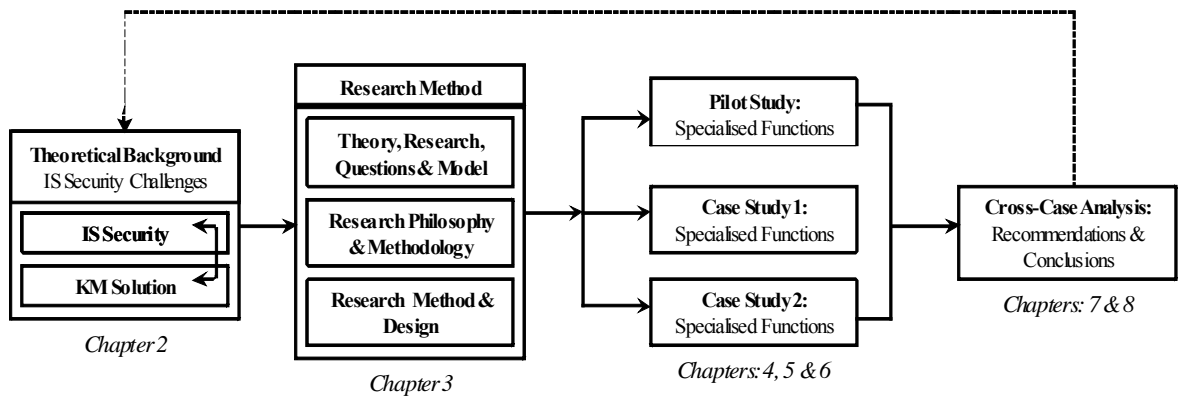 Theoretical Background
IS Security Challenges
IS Security
KM Solution
Chapter 2
Research Method
Theory, Research,
Questions & Model
Research Philosophy
& Methodology
Research Method &
Design
Chapter 3
Pilot Study:
Specialised Functions
Case Study 1:
Specialised Functions
Case Study 2:
Specialised Functions
Chapters: 4, 5 & 6
Cross-Case Analysis:
Recommendations &
Conclusions
Chapters: 7 & 8